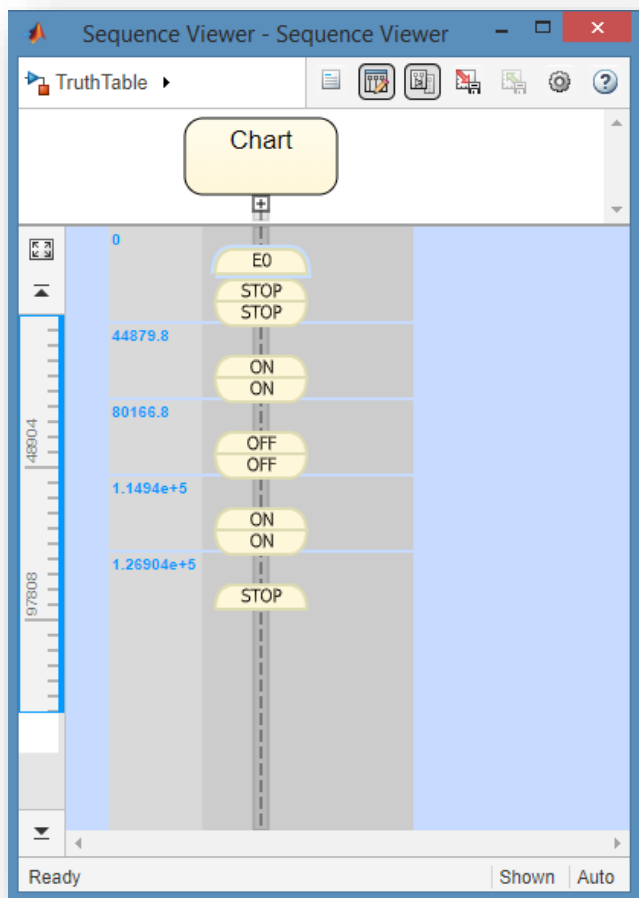 Sequence Viewer - Sequence Viewer
TruthTable
Chart
0
E0
STOP
STOP
44879.8
ON
ON
48904
80166.8
OFF
OFF
1.1494e+5
ON
ON
97808
1.26904e+5
STOP
Ready
Shown
Auto